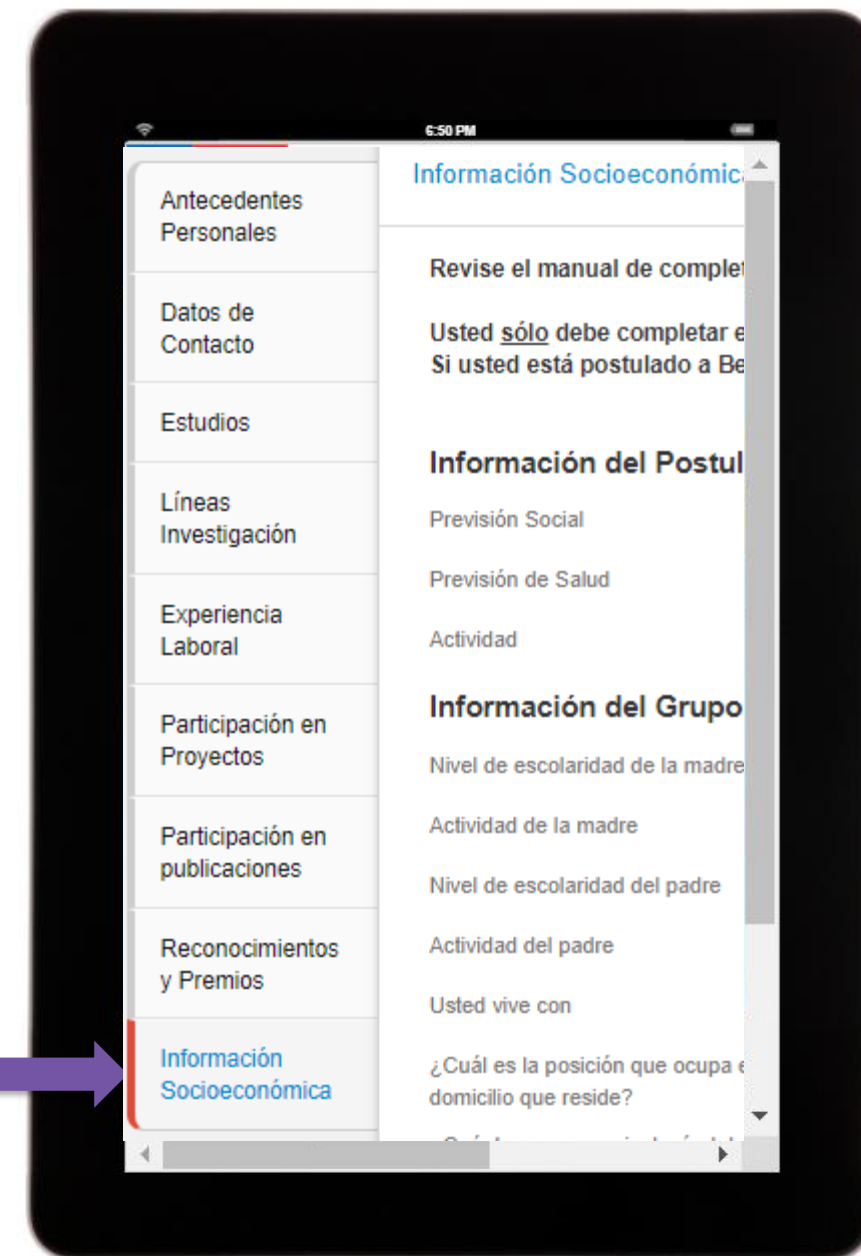 6:50 PM
Antecedentes
Personales
Datos de
Contacto
Estudios
Líneas
Investigación
Experiencia
Laboral
Participación en
Proyectos
Participación en
publicaciones
Reconocimientos
y Premios
Información
Socioeconómica
Información Socioeconómica
Revise el manual de
Usted sólo debe completar
Si usted está postulado a
Información del
Previsión Social
Previsión de Salud
Actividad
Información del Grupo
Nivel de escolaridad de la madre
Actividad de la madre
Nivel de escolaridad del padre
Actividad del padre
Usted vive con
¿Cuál es la posición que ocupa
domicilio que reside?